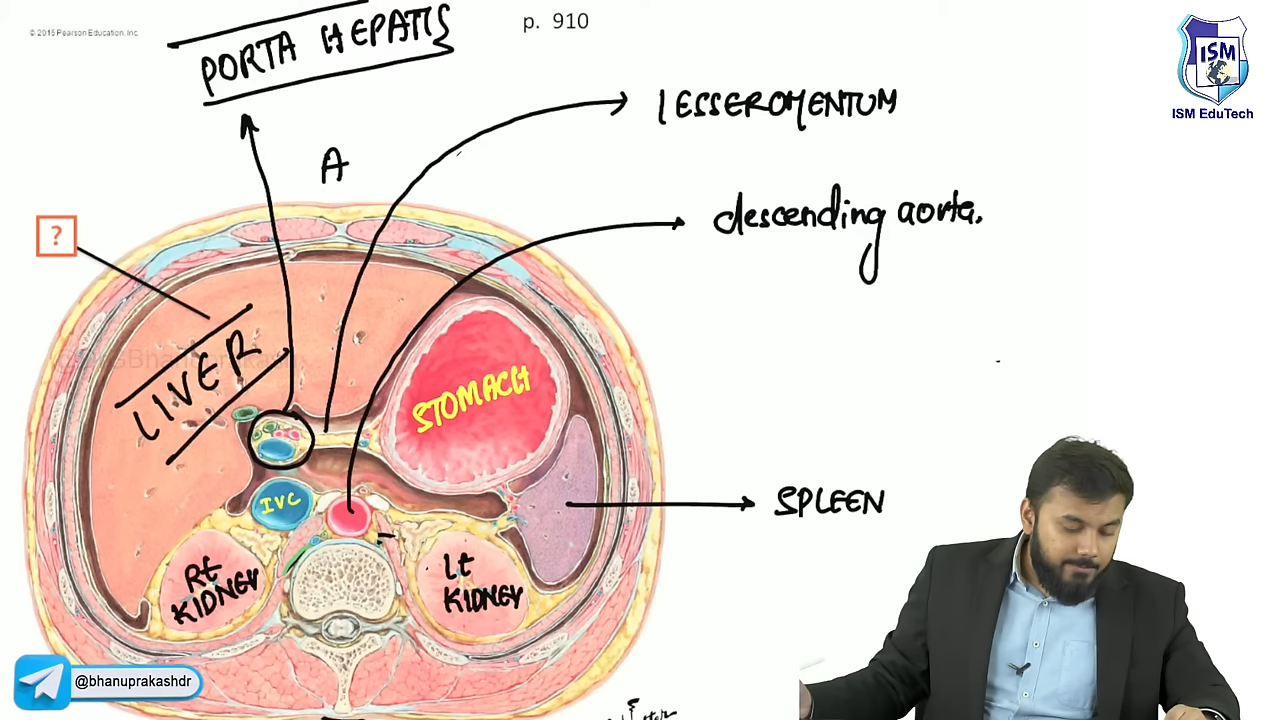 © 2015 Pearson Education, Inc.
p. 910
PORTA HEPATIS
ISM
ISM EduTech
LESSEROMENTUM
A
descending aorta.
?
LIVER
STOMACH
IVC
SPLEEN
Rt
KIDNEY
Lt
KIDNEY
@bhanuprakashdr